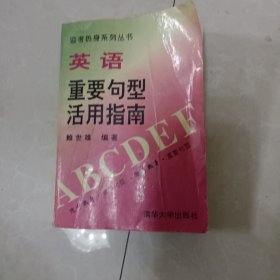 迎考热身系列丛书
英语
重要句型
活用指南
赖世雄 编著
ABCDEF
清华大学出版社